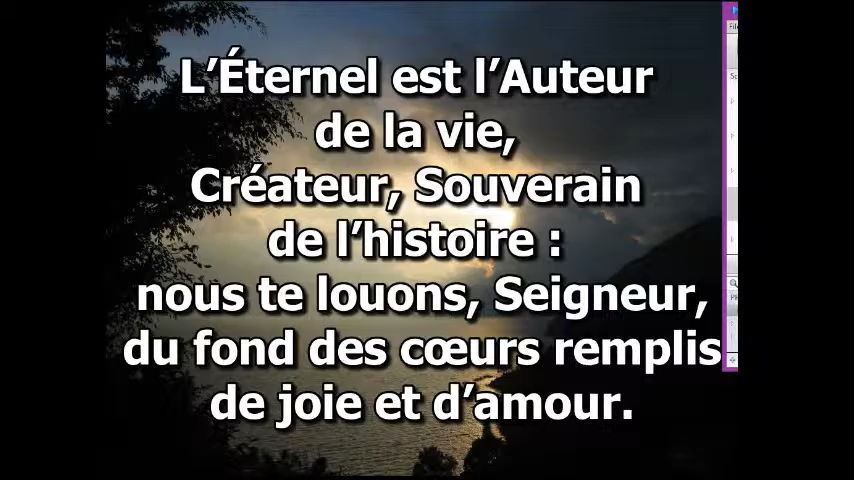 L’Éternel est l’Auteur
de la vie,
Créateur, Souverain
de l’histoire :
nous te louons, Seigneur,
du fond des cœurs remplis
de joie et d’amour.